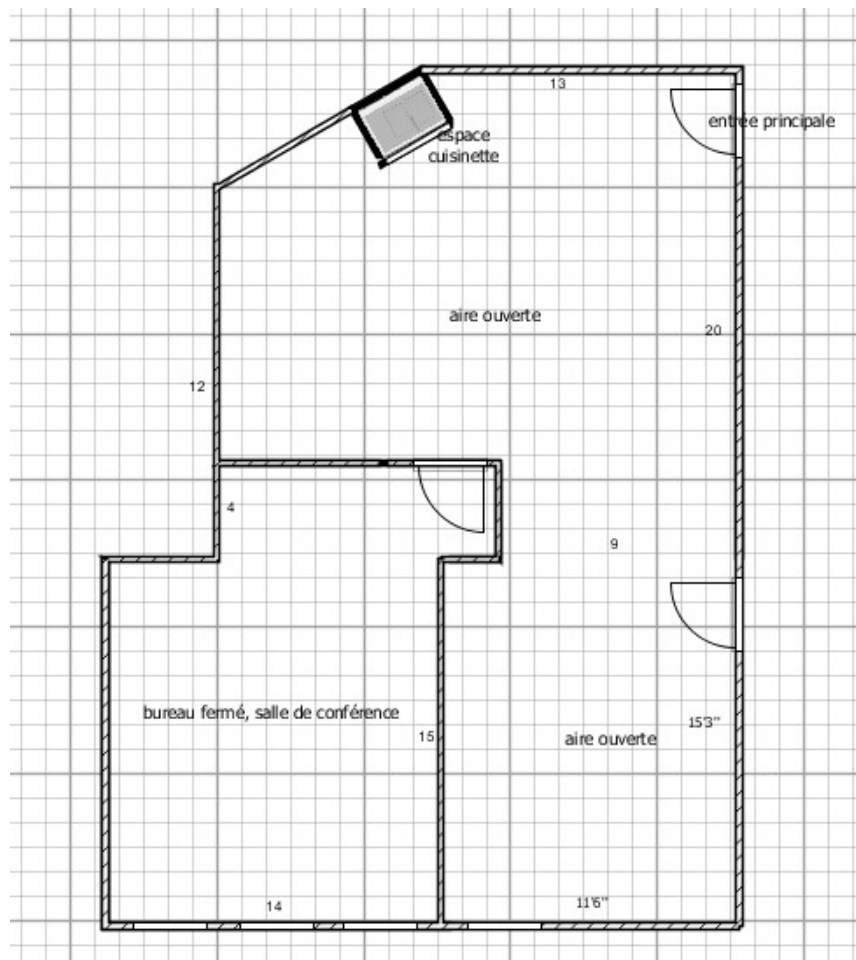 13
entrée principale
espace
cuisinette
aire ouverte
20
12
4
9
bureau fermé, salle de conférence
15'3"
15
aire ouverte
14
11'6"